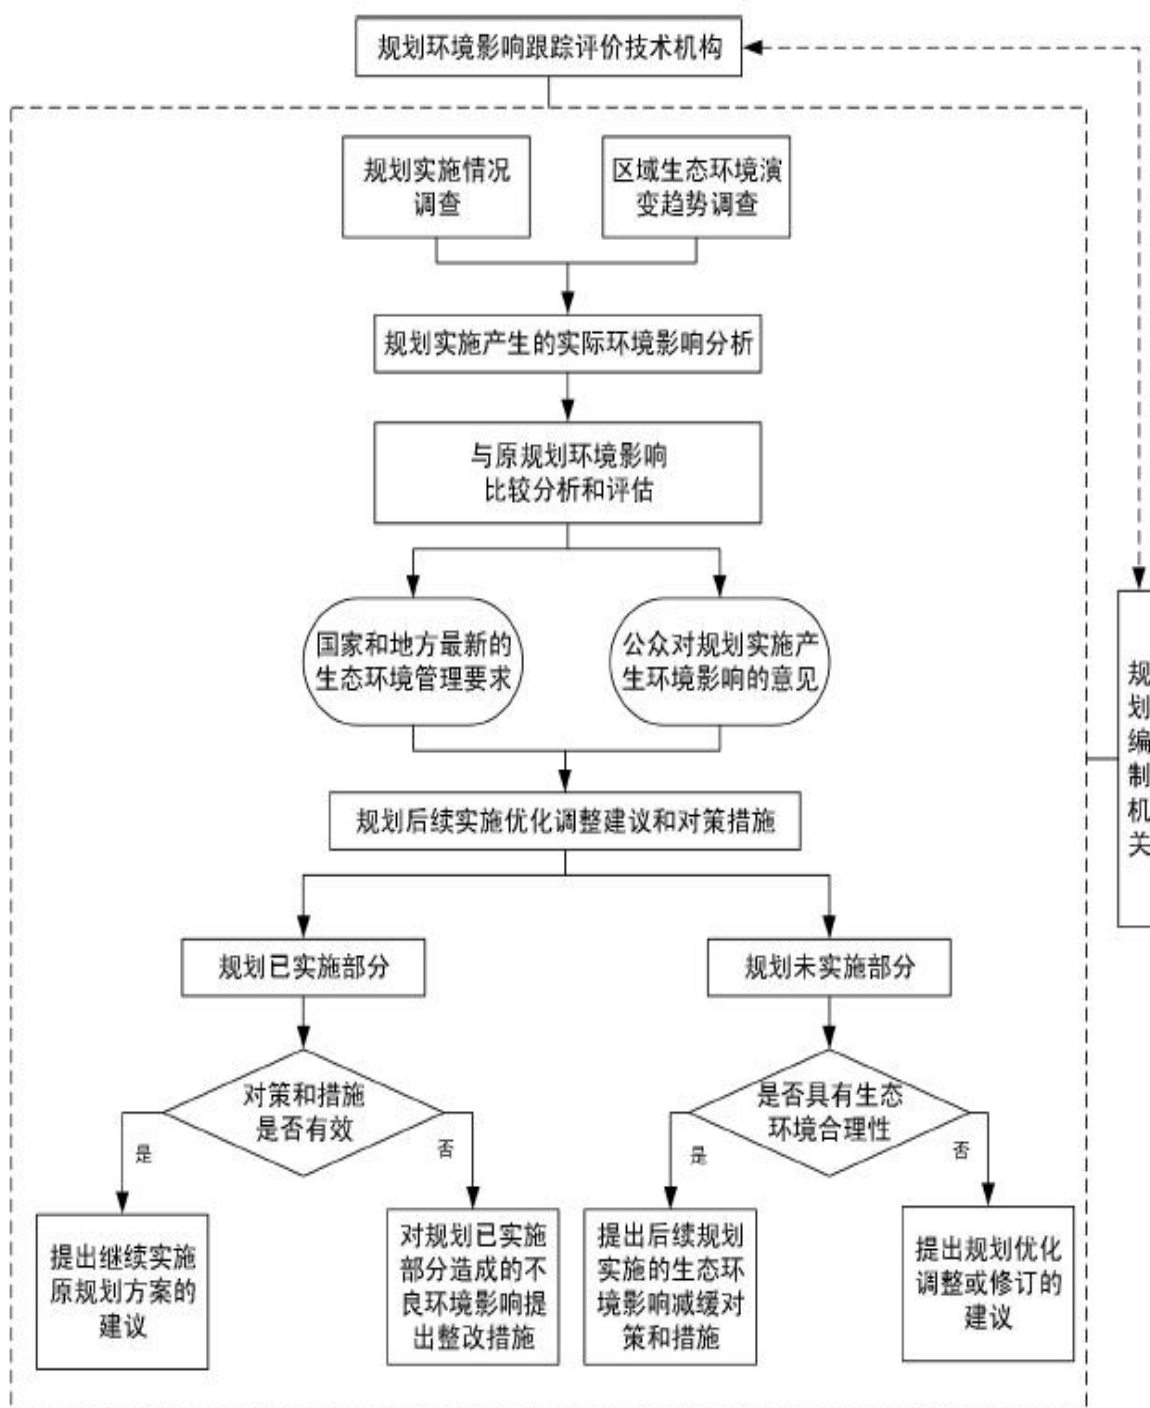 规划环境影响跟踪评价技术机构
规划实施情况
调查
区域生态环境演
变趋势调查
规划实施产生的实际环境影响分析
与原规划环境影响
比较分析和评估
国家和地方最新的
生态环境管理要求
公众对规划实施产
生环境影响的意见
规
划
编
制
机
关
规划后续实施优化调整建议和对策措施
规划已实施部分
规划未实施部分
对策和措施
是否有效
是否具有生态
环境合理性
是
否
是
否
提出继续实施
原规划方案的
建议
对规划已实施
部分造成的不
良环境影响提
出整改措施
提出后续规划
实施的生态环
境影响减缓对
策和措施
提出规划优化
调整或修订的
建议